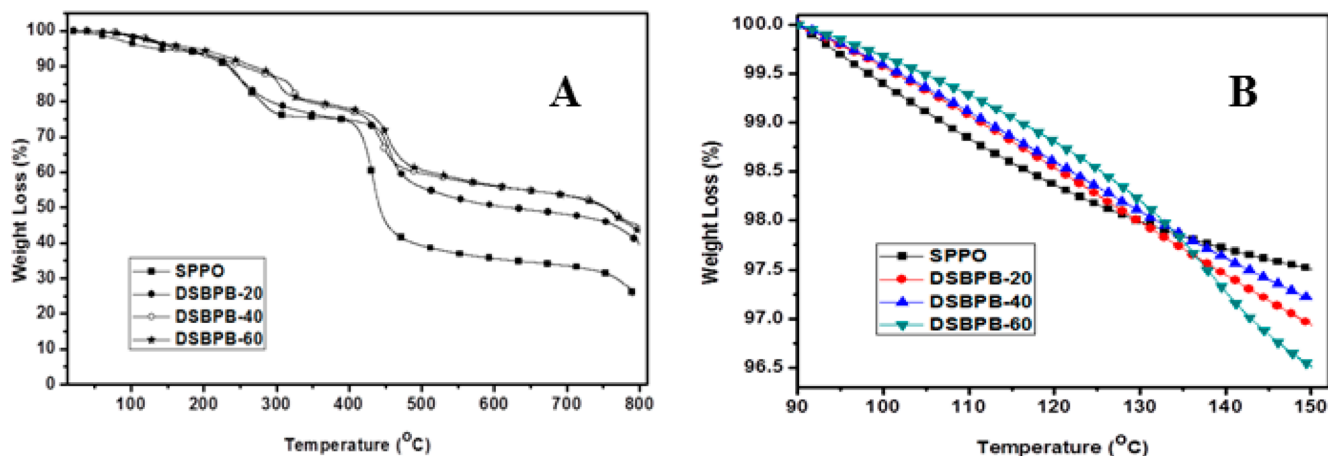 A
Weight Loss (%)
100
90
80
70
60
50
40
30
20
10
0
SPPO
DSBPB-20
DSBPB-40
DSBPB-60
100 200 300 400 500 600 700 800
Temperature (°C)
B
Weight Loss (%)
100.0
99.5
99.0
98.5
98.0
97.5
97.0
96.5
SPPO
DSBPB-20
DSBPB-40
DSBPB-60
90 100 110 120 130 140 150
Temperature (°C)